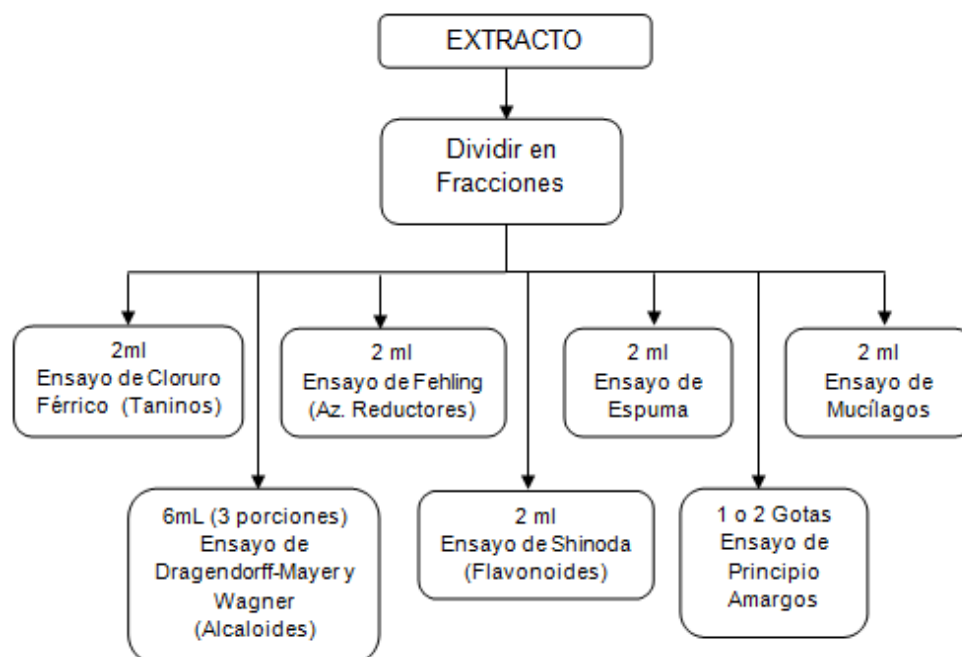 EXTRACTO
Dividir en
Fracciones
2ml
Ensayo de Cloruro
Férrico (Taninos)
2 ml
Ensayo de Fehling
(Az. Reductores)
2 ml
Ensayo de
Espuma
2 ml
Ensayo de
Mucílagos
6mL (3 porciones)
Ensayo de
Dragendorff-Mayer y
Wagner
(Alcaloides)
2 ml
Ensayo de Shinoda
(Flavonoides)
1 o 2 Gotas
Ensayo de
Principio
Amargos